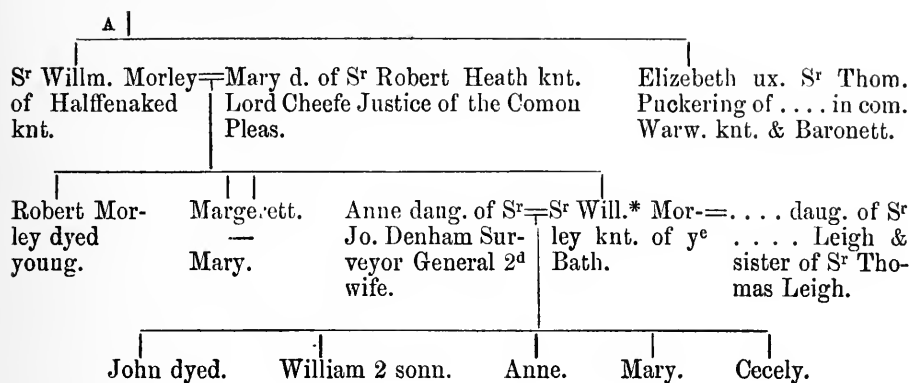 A
Sr Willm. Morley
of Halffenaked
knt.
Mary d. of Sr Robert Heath knt.
Lord Cheefe Justice of the Comon
Pleas.
Elizebeth ux. Sr Thom.
Puckering of .... in com.
Warw. knt. & Baronett.
Robert Mor-
ley dyed
young.
Margerett.
—
Mary.
Anne daug. of Sr
Jo. Denham Sur-
veyor General 2d
wife.
Sr Will.* Mor-
ley knt. of ye
Bath.
.... daug. of Sr
.... Leigh &
sister of Sr Tho-
mas Leigh.
John dyed.
William 2 sonn.
Anne.
Mary.
Cecely.